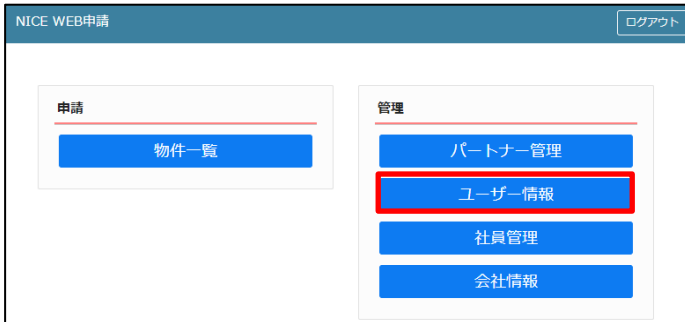 NICE WEB申請
ログアウト
申請
物件一覧
管理
パートナー管理
ユーザー情報
社員管理
会社情報